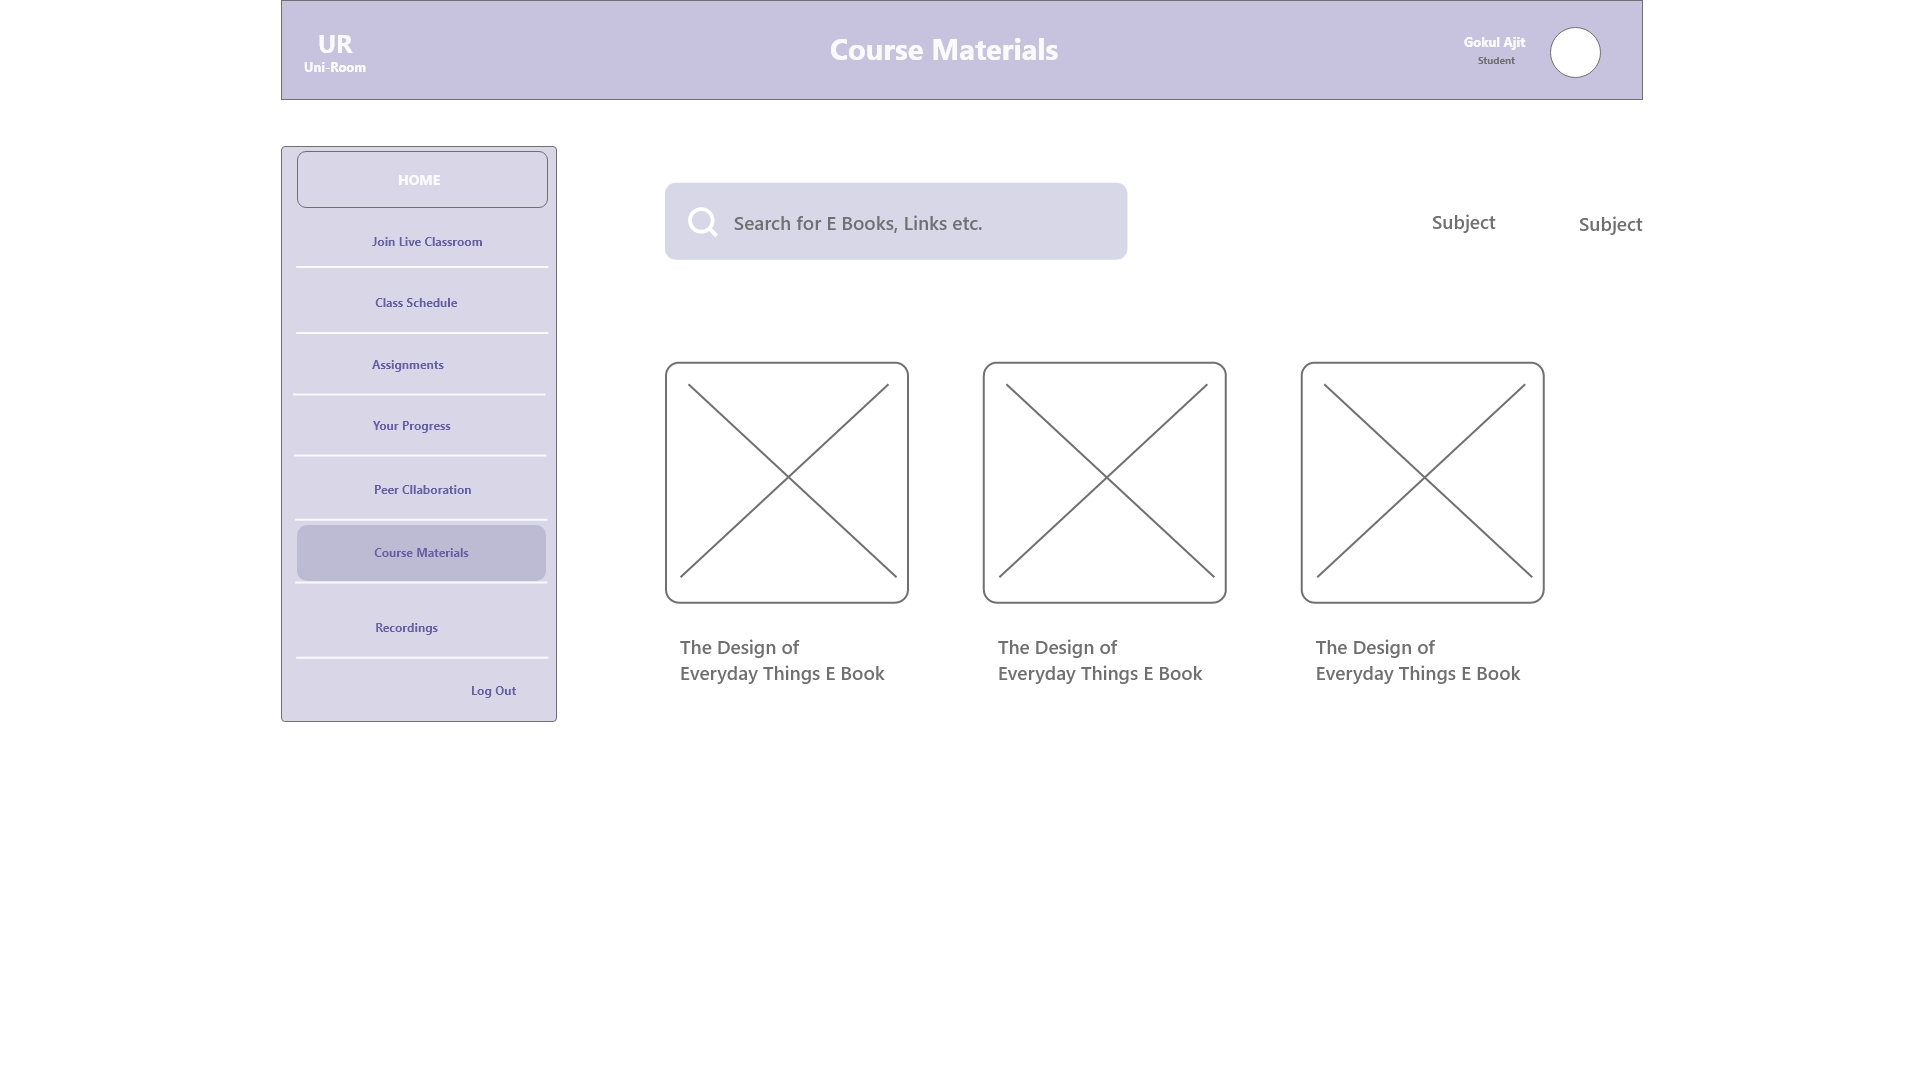 UR
Uni-Room
Course Materials
Gokul Ajit
Student
HOME
Join Live Classroom
Class Schedule
Assignments
Your Progress
Peer Cllaboration
Course Materials
Recordings
Log Out
Search for E Books, Links etc.
Subject
Subject
The Design of
Everyday Things E Book
The Design of
Everyday Things E Book
The Design of
Everyday Things E Book